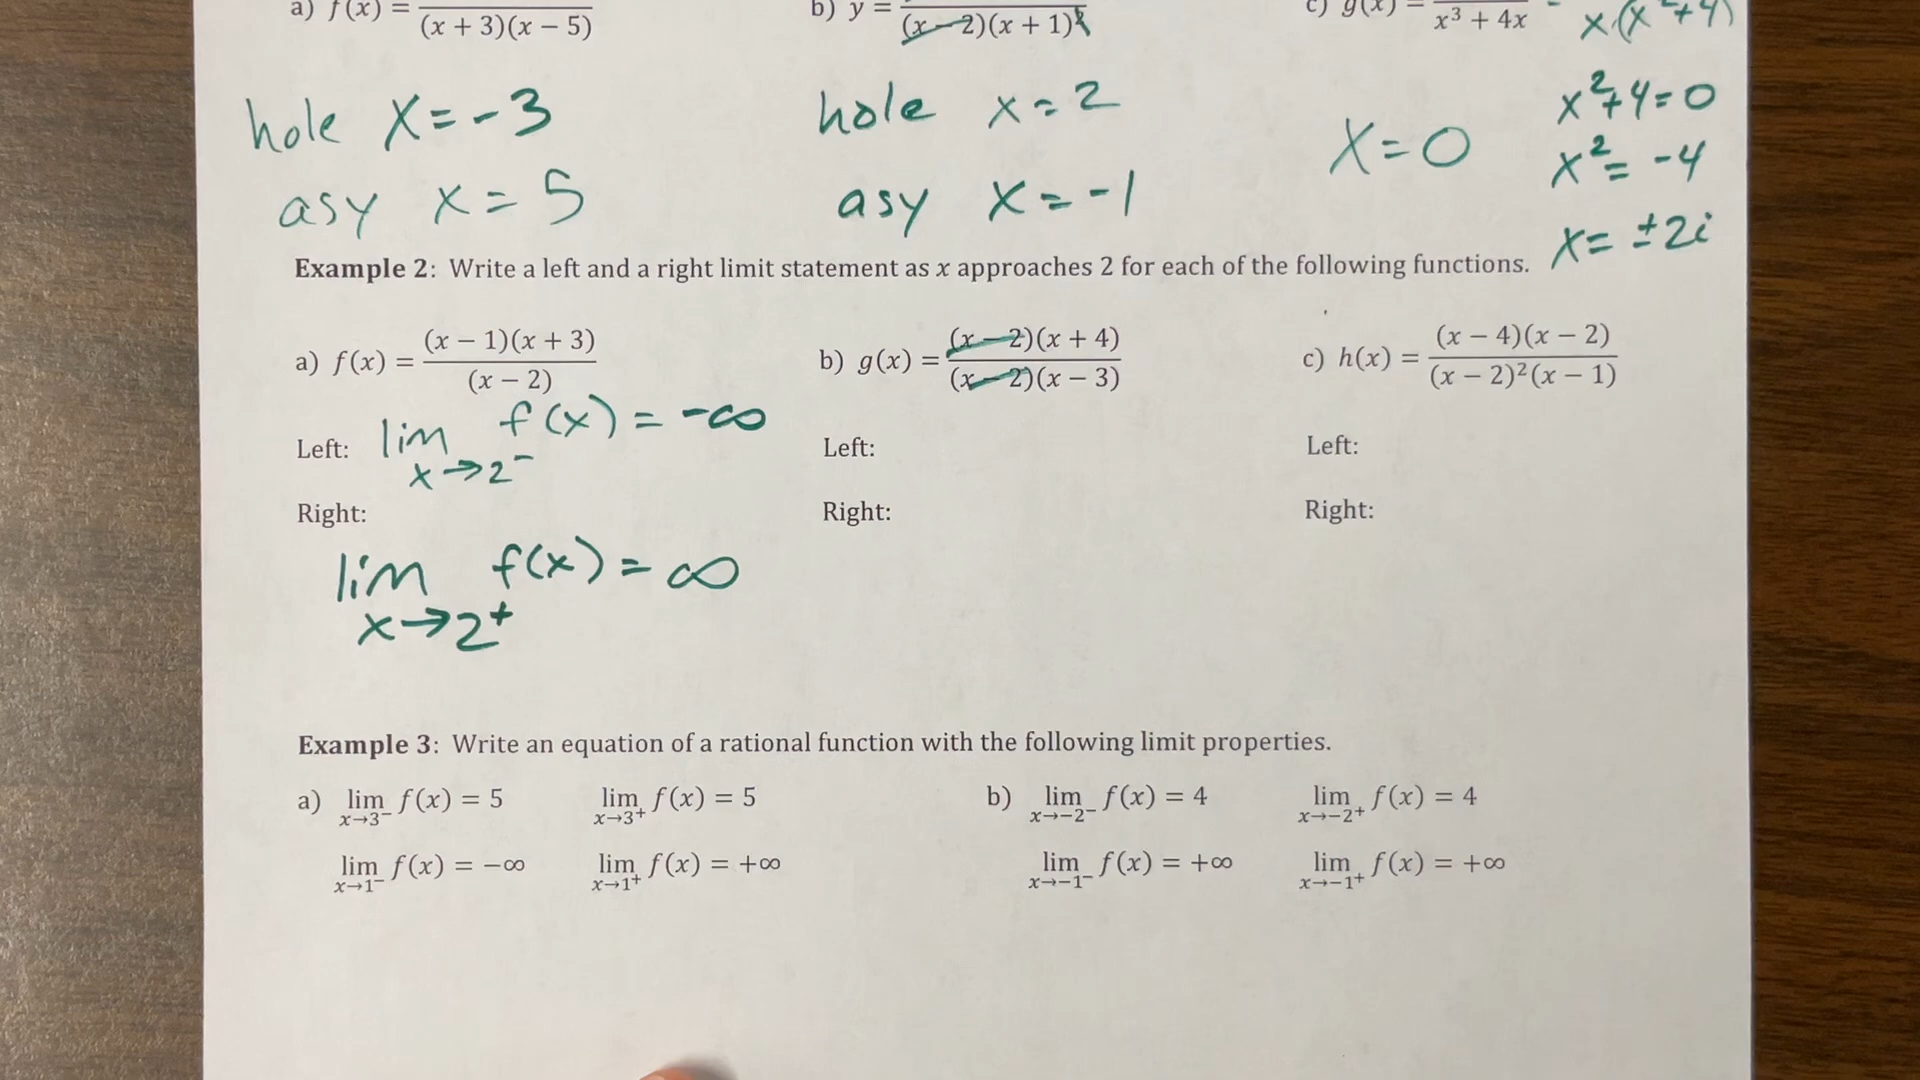 a) f(x) = (x + 3)(x − 5)
b) y = (x − 2)(x + 1)
c) g(x) = x³ + 4x
x(x² + 4)
hole x = -3
asy x = 5
hole x = 2
asy x = -1
x = 0
x² + 4 = 0
x² = -4
x = ±2i
Example 2: Write a left and a right limit statement as x approaches 2 for each of the following functions.
a) f(x) = (x − 1)(x + 3) / (x − 2)
Left: lim x→2⁻ f(x) = -∞
Right:
lim x→2⁺ f(x) = ∞
b) g(x) = (x − 2)(x + 4) / (x − 2)(x − 3)
Left:
Right:
c) h(x) = (x − 4)(x − 2) / (x − 2)²(x − 1)
Left:
Right:
Example 3: Write an equation of a rational function with the following limit properties.
a) lim x→3⁻ f(x) = 5 lim x→3⁺ f(x) = 5
lim x→1⁻ f(x) = −∞ lim x→1⁺ f(x) = +∞
b) lim x→−2⁻ f(x) = 4 lim x→−2⁺ f(x) = 4
lim x→−1⁻ f(x) = +∞ lim x→−1⁺ f(x) = +∞